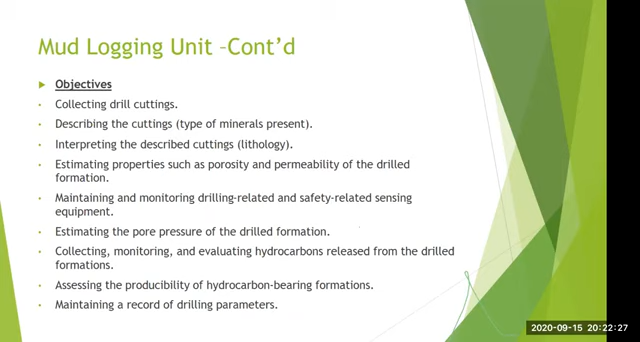 Mud Logging Unit –Cont’d
Objectives
Collecting drill cuttings.
Describing the cuttings (type of minerals present).
Interpreting the described cuttings (lithology).
Estimating properties such as porosity and permeability of the drilled
formation.
Maintaining and monitoring drilling-related and safety-related sensing
equipment.
Estimating the pore pressure of the drilled formation.
Collecting, monitoring, and evaluating hydrocarbons released from the drilled
formations.
Assessing the producibility of hydrocarbon-bearing formations.
Maintaining a record of drilling parameters.
2020-09-15 20:22:27